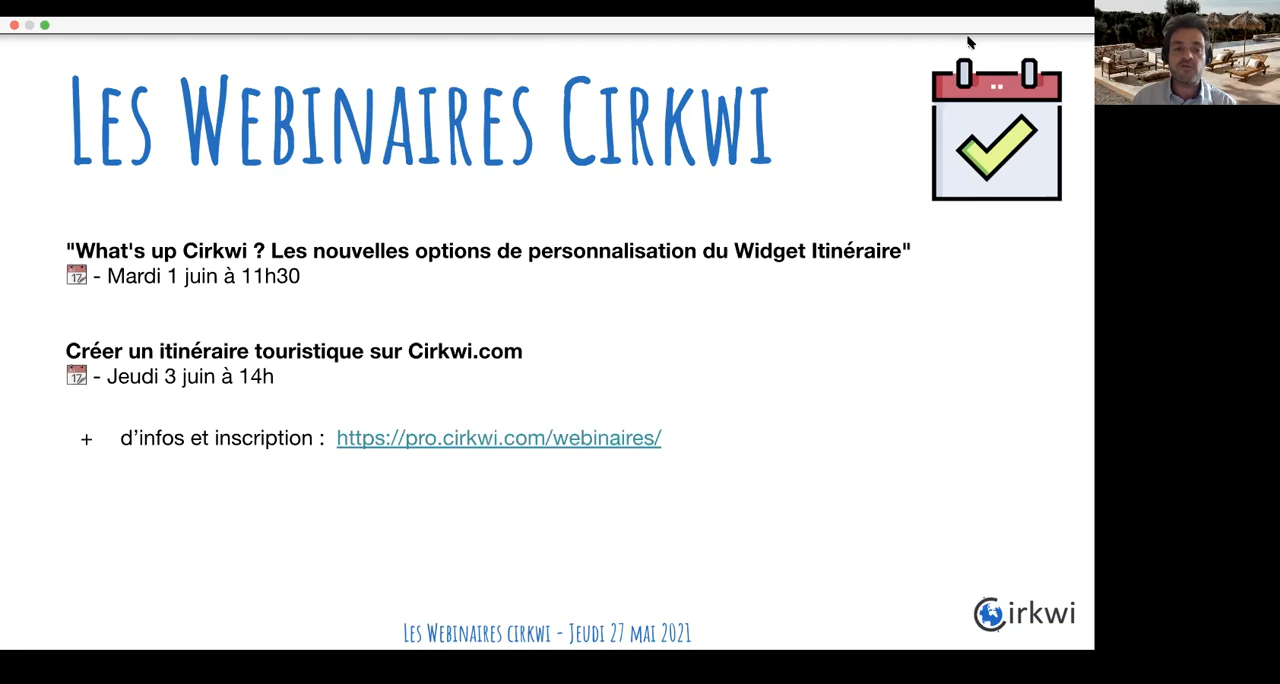 Les Webinaires Cirkwi
"What's up Cirkwi ? Les nouvelles options de personnalisation du Widget Itinéraire"
17 - Mardi 1 juin à 11h30
Créer un itinéraire touristique sur Cirkwi.com
17 - Jeudi 3 juin à 14h
+ d’infos et inscription : https://pro.cirkwi.com/webinaires/
Cirkwi
Les Webinaires cirkwi - Jeudi 27 mai 2021